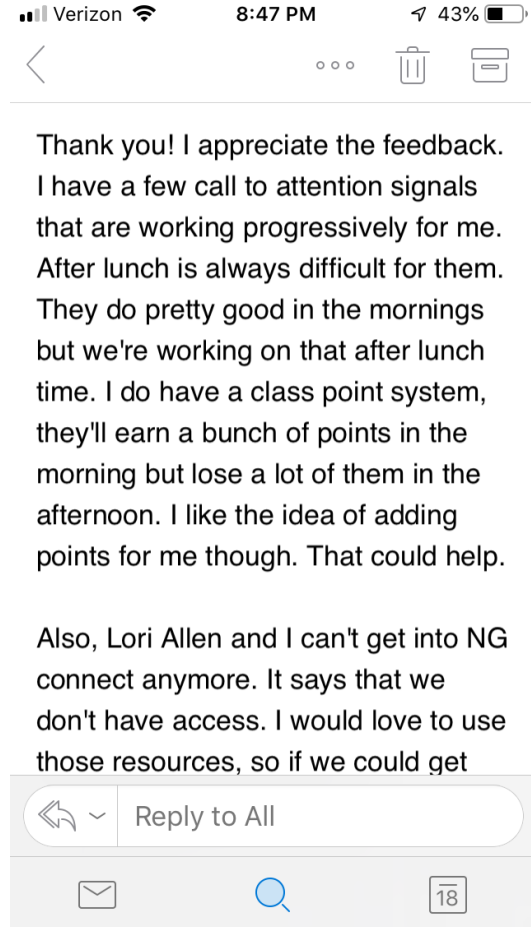 Verizon 8:47 PM 43%
Thank you! I appreciate the feedback.
I have a few call to attention signals
that are working progressively for me.
After lunch is always difficult for them.
They do pretty good in the mornings
but we're working on that after lunch
time. I do have a class point system,
they'll earn a bunch of points in the
morning but lose a lot of them in the
afternoon. I like the idea of adding
points for me though. That could help.
Also, Lori Allen and I can't get into NG
connect anymore. It says that we
don't have access. I would love to use
those resources, so if we could get
Reply to All
18